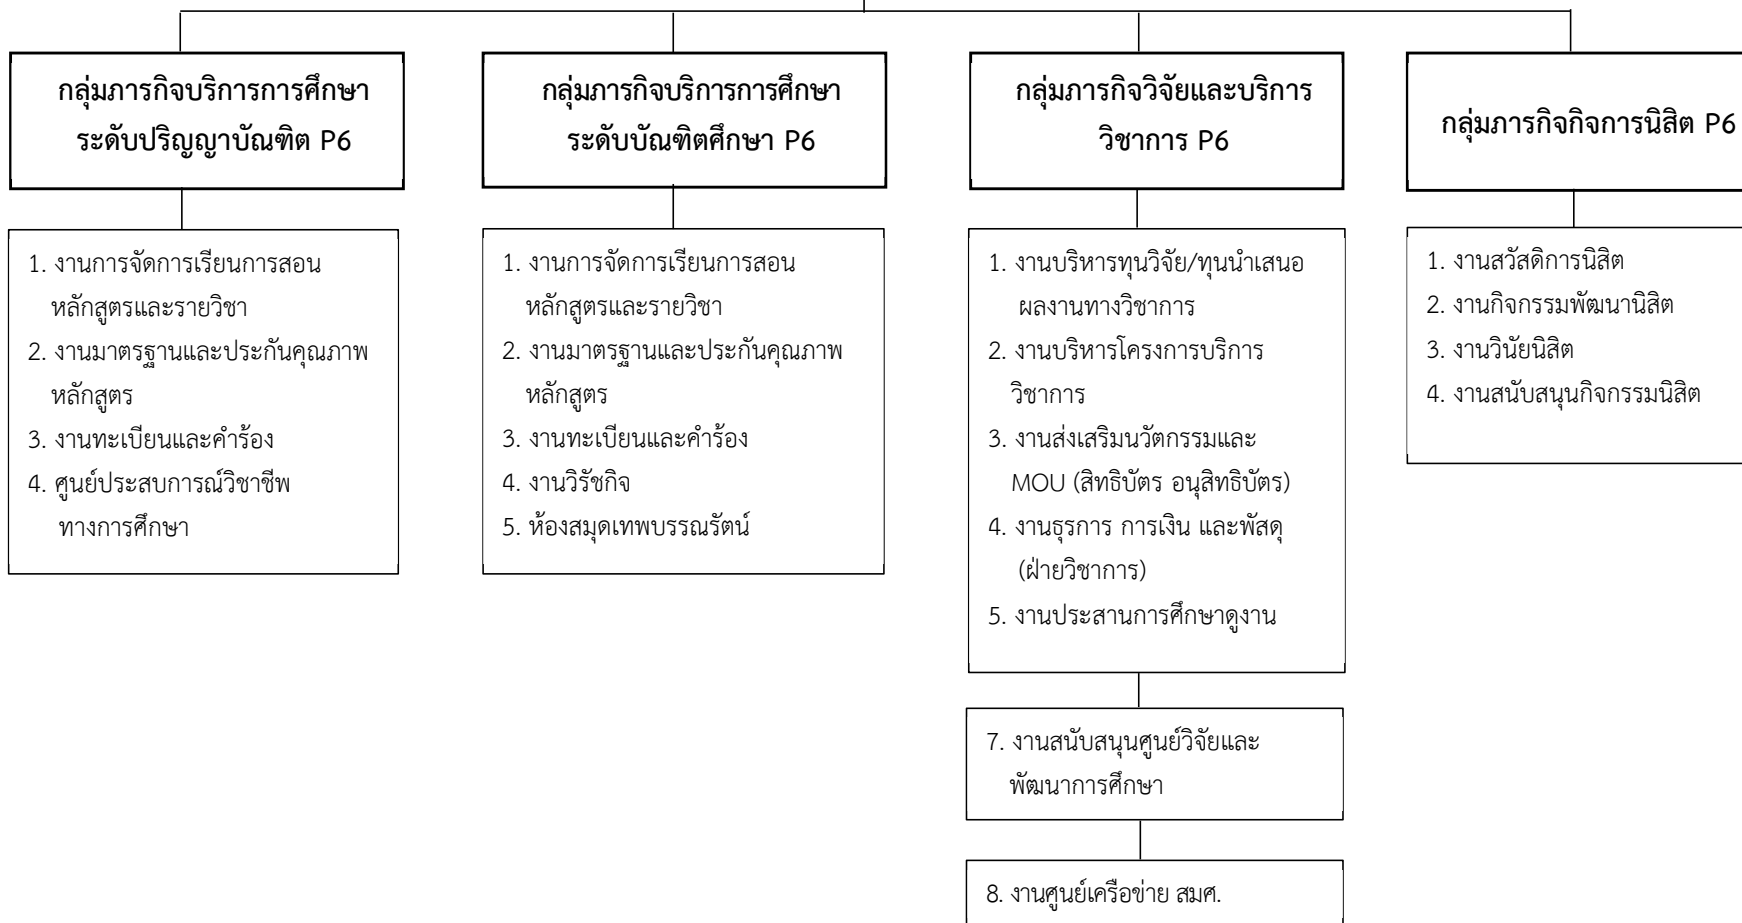 กลุ่มภารกิจบริการการศึกษา
ระดับปริญญาบัณฑิต P6
1. งานการจัดการเรียนการสอน
หลักสูตรและรายวิชา
2. งานมาตรฐานและประกันคุณภาพ
หลักสูตร
3. งานทะเบียนและคำร้อง
4. ศูนย์ประสบการณ์วิชาชีพ
ทางการศึกษา
กลุ่มภารกิจบริการการศึกษา
ระดับบัณฑิตศึกษา P6
1. งานการจัดการเรียนการสอน
หลักสูตรและรายวิชา
2. งานมาตรฐานและประกันคุณภาพ
หลักสูตร
3. งานทะเบียนและคำร้อง
4. งานวิรัชกิจ
5. ห้องสมุดเทพบรรณรัตน์
กลุ่มภารกิจวิจัยและบริการ
วิชาการ P6
1. งานบริหารทุนวิจัย/ทุนนำเสนอ
ผลงานทางวิชาการ
2. งานบริหารโครงการบริการ
วิชาการ
3. งานส่งเสริมนวัตกรรมและ
MOU (สิทธิบัตร อนุสิทธิบัตร)
4. งานธุรการ การเงิน และพัสดุ
(ฝ่ายวิชาการ)
5. งานประสานการศึกษาดูงาน
7. งานสนับสนุนศูนย์วิจัยและ
พัฒนาการศึกษา
8. งานศูนย์เครือข่าย สมศ.
กลุ่มภารกิจกิจการนิสิต P6
1. งานสวัสดิการนิสิต
2. งานกิจกรรมพัฒนานิสิต
3. งานวินัยนิสิต
4. งานสนับสนุนกิจกรรมนิสิต